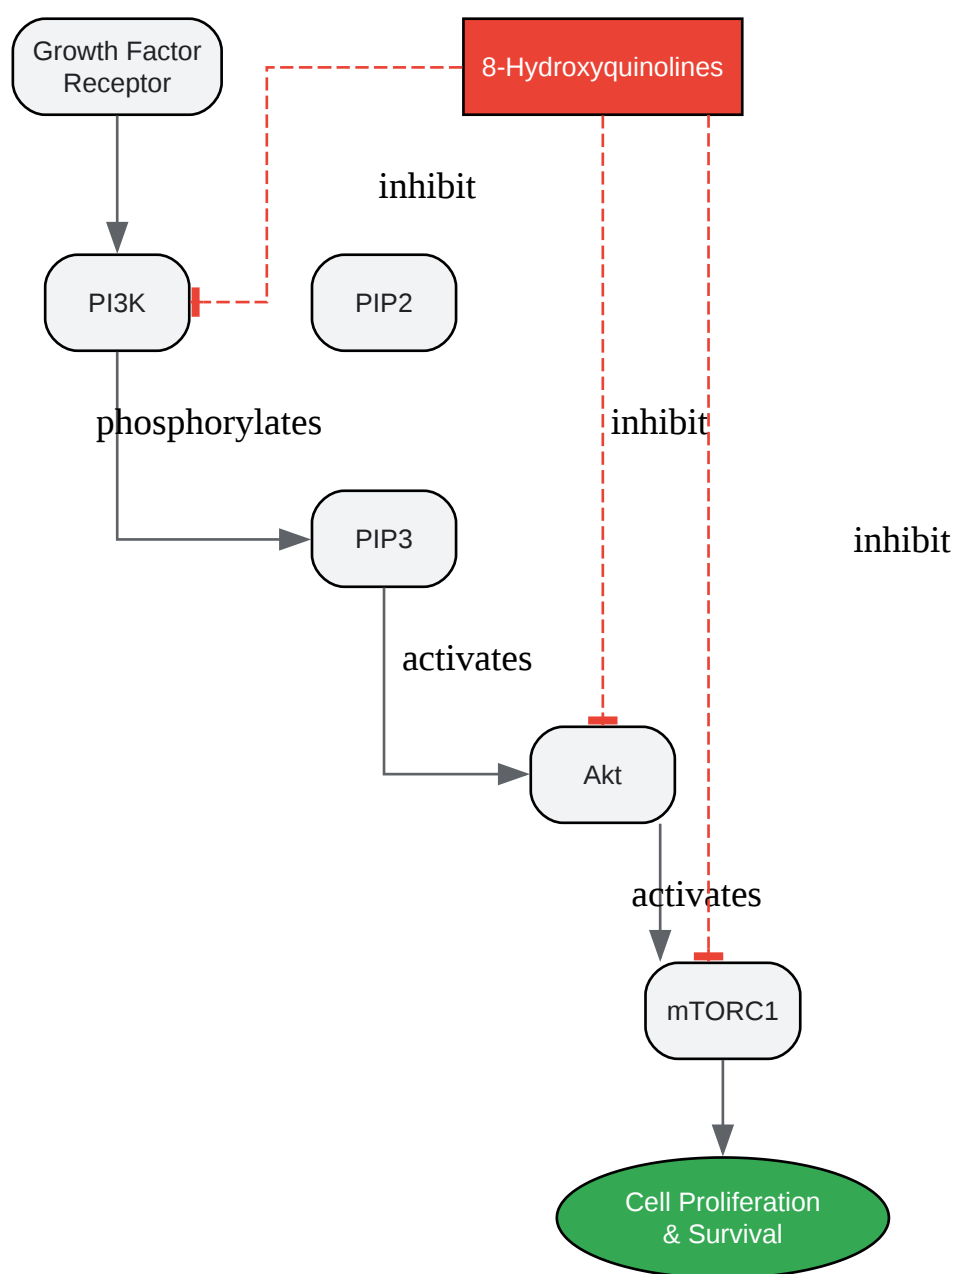 Growth Factor
Receptor
8-Hydroxyquinolines
inhibit
PI3K
PIP2
phosphorylates
inhibit
PIP3
inhibit
activates
Akt
activates
mTORC1
Cell Proliferation
& Survival